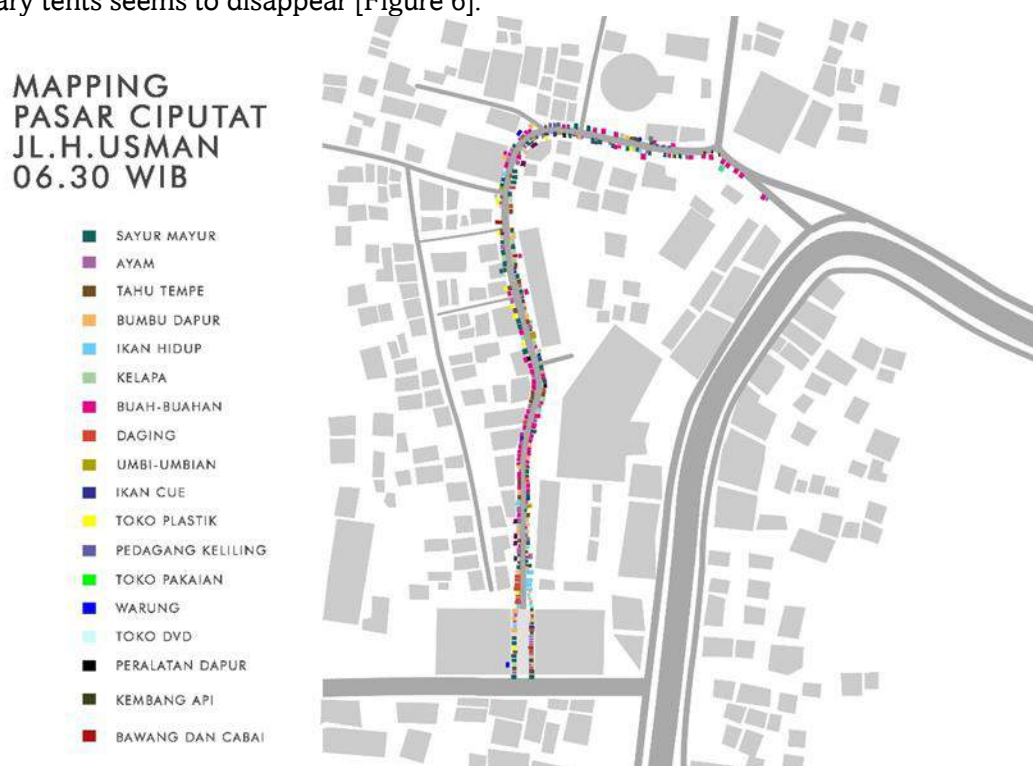 ary tents seems to disappear [Figure 6].
MAPPING
PASAR CIPUTAT
JL.H.USMAN
06.30 WIB
SAYUR MAYUR
AYAM
TAHU TEMPE
BUMBU DAPUR
IKAN HIDUP
KELAPA
BUAH-BUAHAN
DAGING
UMBI-UMBIAN
IKAN CUE
TOKO PLASTIK
PEDAGANG KELILING
TOKO PAKAIAN
WARUNG
TOKO DVD
PERALATAN DAPUR
KEMBANG API
BAWANG DAN CABAI